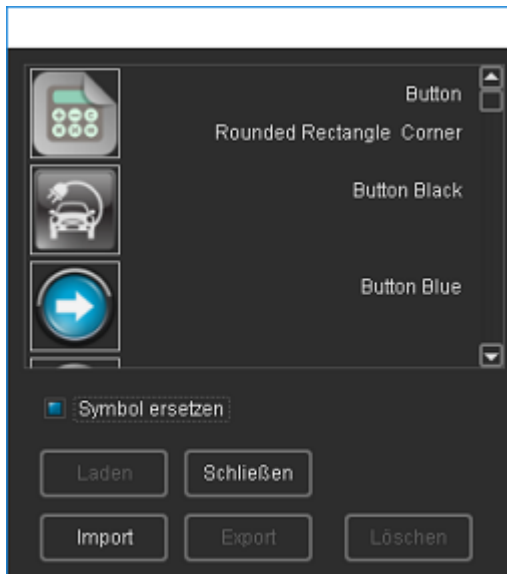 Button
Rounded Rectangle Corner
Button Black
Button Blue
Symbol ersetzen
Laden
Schließen
Import
Export
Löschen